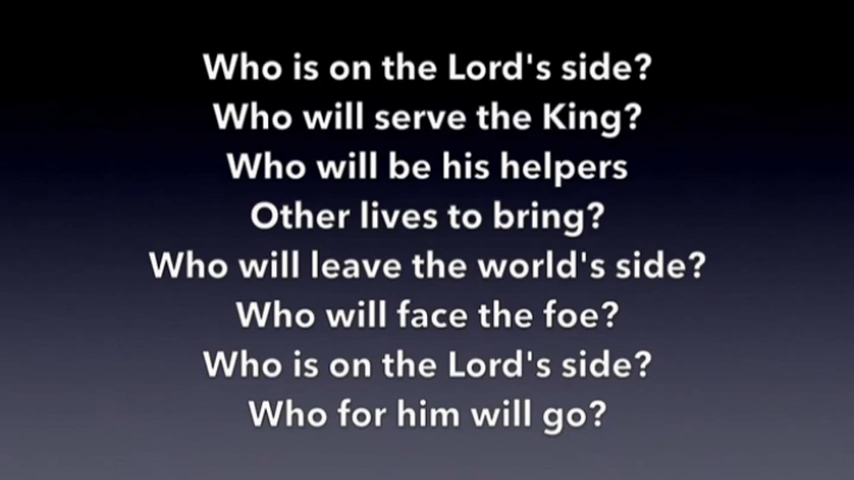 Who is on the Lord's side?
Who will serve the King?
Who will be his helpers
Other lives to bring?
Who will leave the world's side?
Who will face the foe?
Who is on the Lord's side?
Who for him will go?